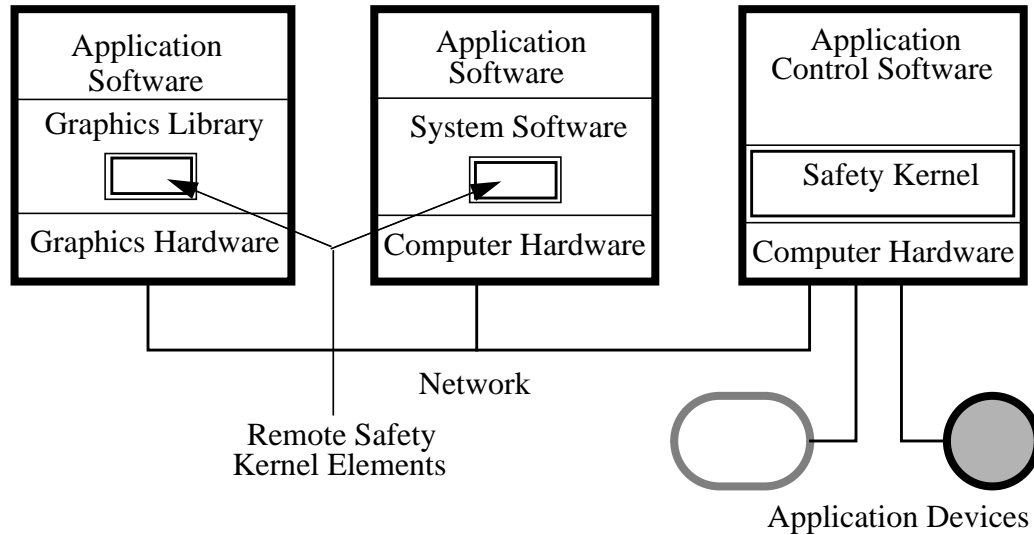 Application
Software
Graphics Library
Graphics Hardware
Application
Software
System Software
Computer Hardware
Application
Control Software
Safety Kernel
Computer Hardware
Network
Remote Safety
Kernel Elements
Application Devices